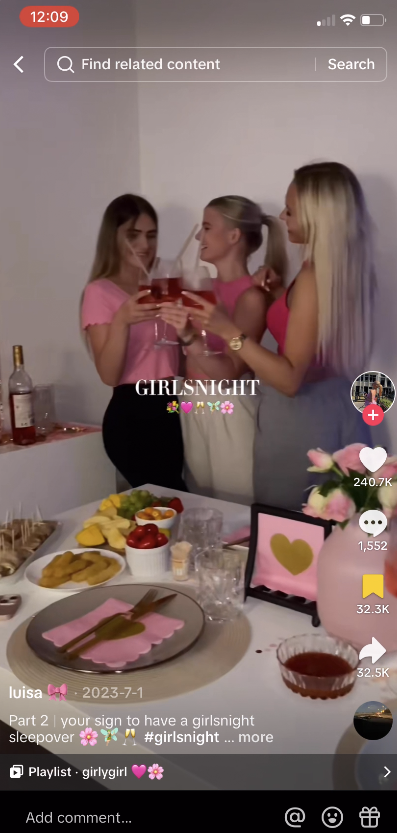 12:09
Find related content
Search
GIRLSNIGHT
240.7K
1,552
32.3K
32.5K
luisa 🎀 · 2023-7-1
Part 2 | your sign to have a girlsnight
sleepover 🌸🧚🥂 #girlsnight ... more
Playlist · girlygirl 🩷🌸
Add comment...